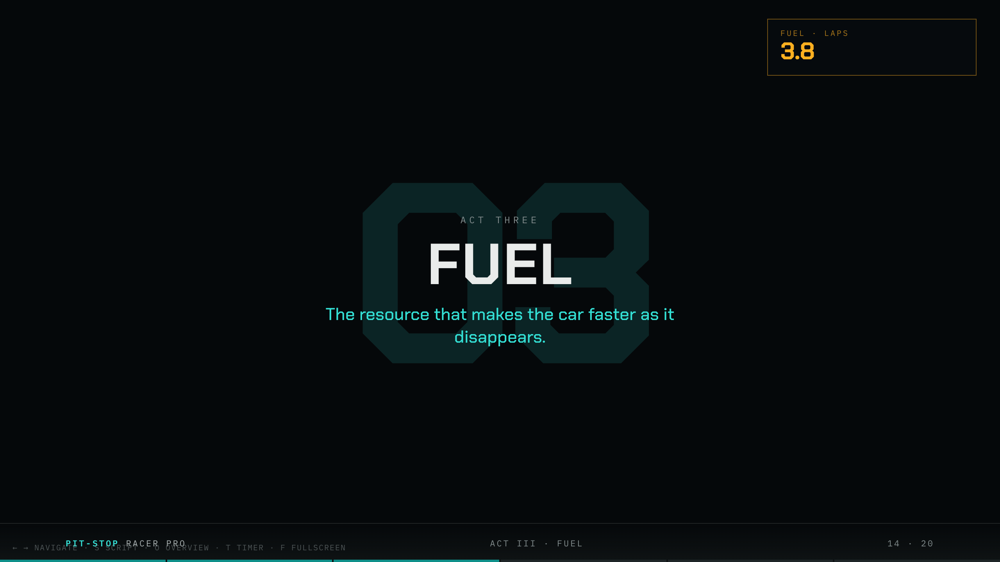 FUEL · LAPS
3.8
03
ACT THREE
FUEL
The resource that makes the car faster as it
disappears.
PIT-STOP RACER PRO
← → NAVIGATE · S SCRIPT · O OVERVIEW · T TIMER · F FULLSCREEN
ACT III · FUEL
14 · 20